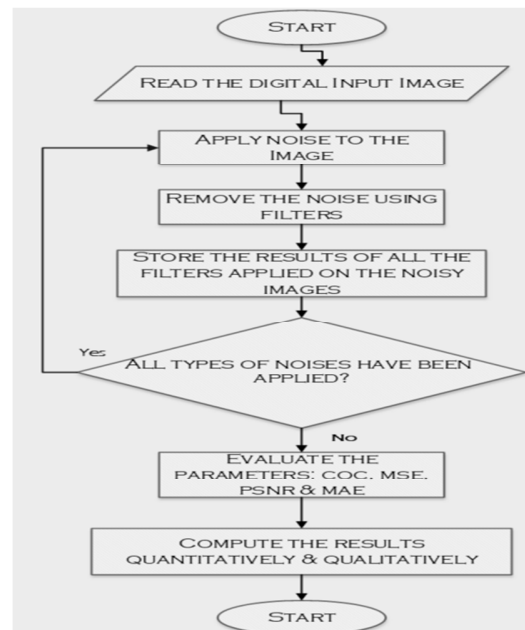 START
READ THE DIGITAL INPUT IMAGE
APPLY NOISE TO THE
IMAGE
REMOVE THE NOISE USING
FILTERS
STORE THE RESULTS OF ALL THE
FILTERS APPLIED ON THE NOISY
IMAGES
Yes
ALL TYPES OF NOISES HAVE BEEN
APPLIED?
No
EVALUATE THE
PARAMETERS: COC, MSE,
PSNR & MAE
COMPUTE THE RESULTS
QUANTITATIVELY & QUALITATIVELY
START